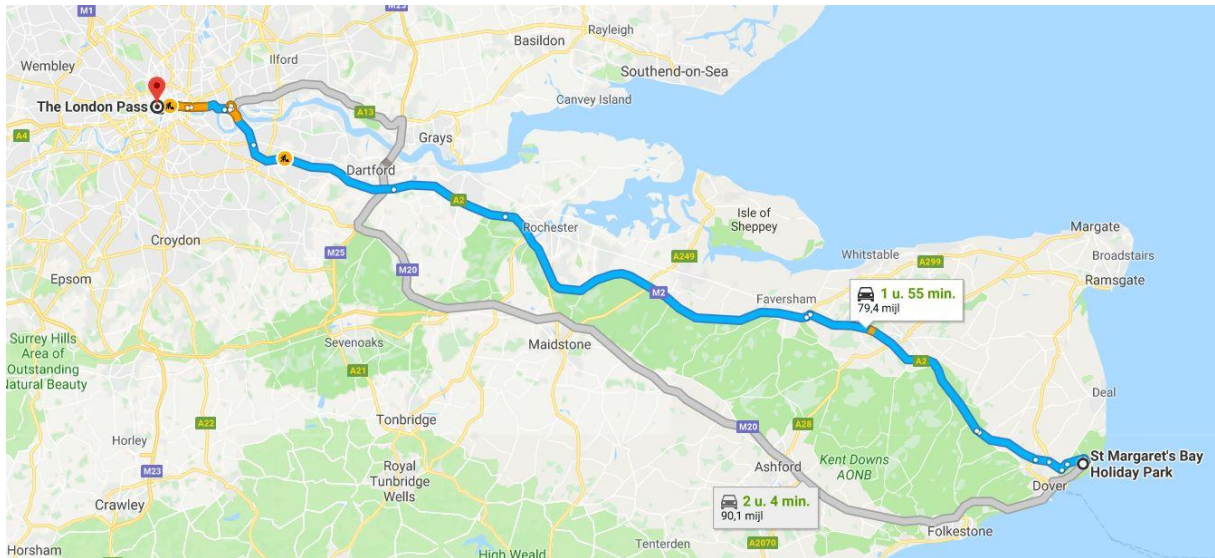 M1
M25
Rayleigh
Basildon
Ilford
Wembley
Southend-on-Sea
The London Pass
Canvey Island
A13
A4
Grays
Dartford
A2
Isle of
Sheppey
Rochester
Margate
Croydon
M25
A249
Whitstable
A299
Broadstairs
M20
Ramsgate
Epsom
1 u. 55 min.
79,4 mijl
M2
Faversham
Surrey Hills
Area of
Outstanding
Natural Beauty
Sevenoaks
Maidstone
A21
A2
Deal
Tonbridge
A22
A28
M20
Horley
Kent Downs
AONB
St Margaret's Bay
Holiday Park
M23
Royal
Tunbridge
Wells
Ashford
Dover
2 u. 4 min.
90,1 mijl
Crawley
Folkestone
A2070
Tenterden
Horsham
High Weald